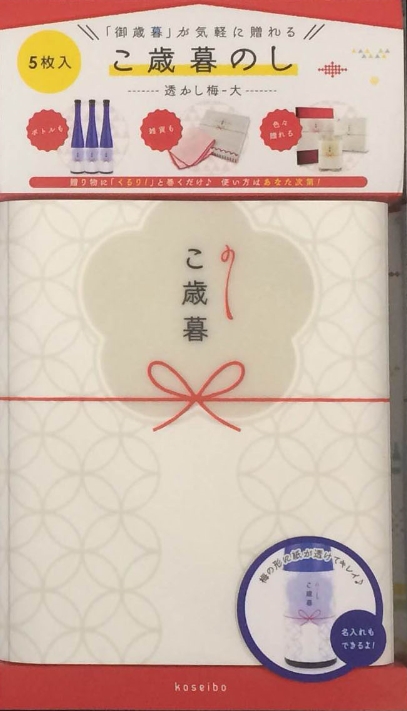 「御歳暮」が気軽に贈れる
5枚入
こ歳暮のし
透かし梅-大
ボトルも
雑貨も
色々
贈れる
贈り物に「くるり!」と巻くだけ♪ 使い方はあなた次第!
のし
こ歳暮
梅の形に紙が透けてキレイ♪
こ歳暮
名入れも
できるよ!
koseibo